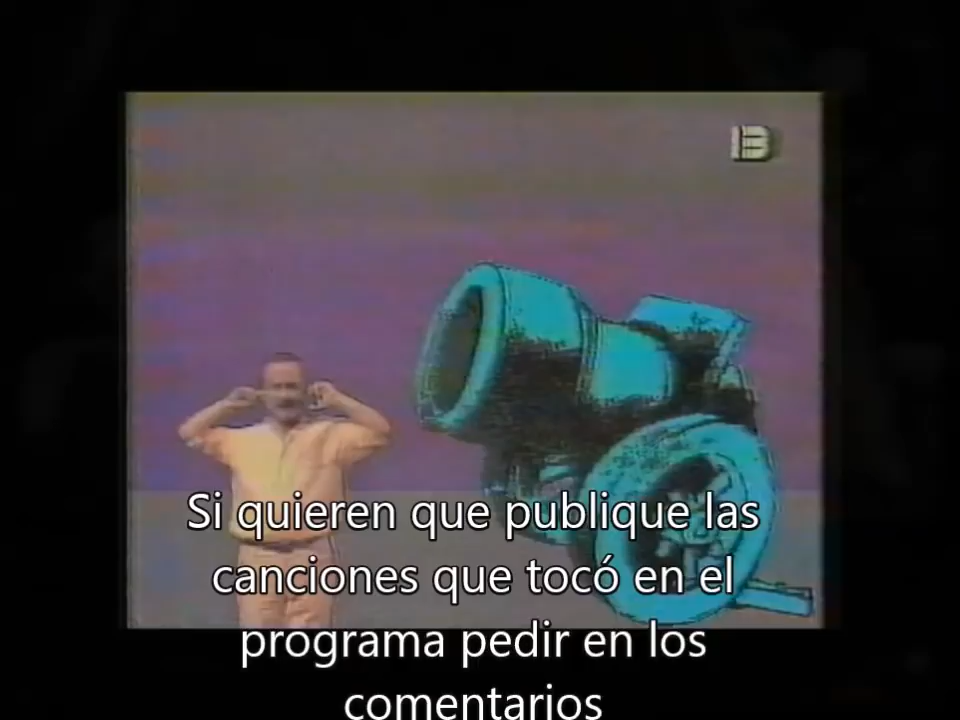 13
Si quieren que publique las
canciones que tocó en el
programa pedir en los
comentarios